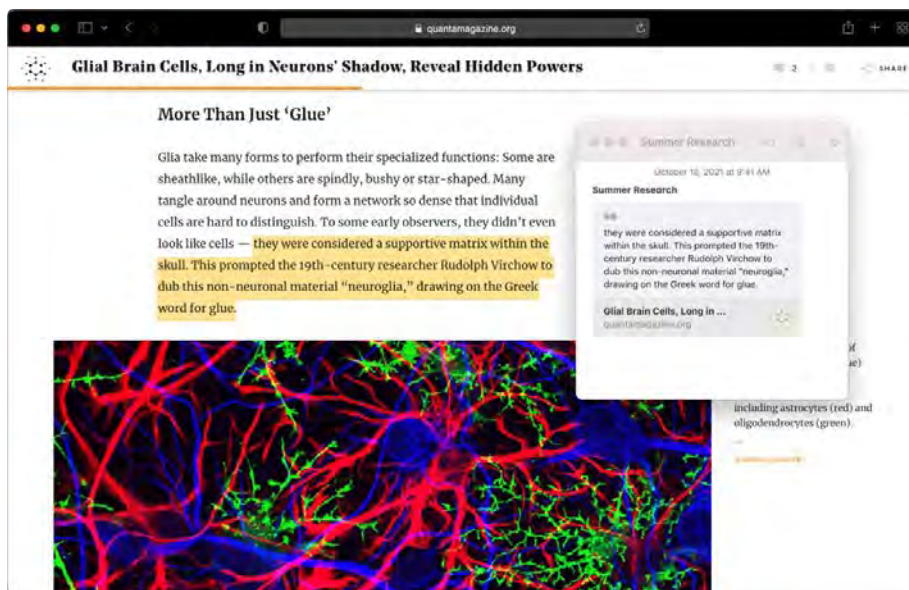 quantamagazine.org
Glial Brain Cells, Long in Neurons' Shadow, Reveal Hidden Powers
2
SHARE
More Than Just ‘Glue’
Glia take many forms to perform their specialized functions: Some are
sheathlike, while others are spindly, bushy or star-shaped. Many
tangle around neurons and form a network so dense that individual
cells are hard to distinguish. To some early observers, they didn't even
look like cells — they were considered a supportive matrix within the
skull. This prompted the 19th-century researcher Rudolph Virchow to
dub this non-neuronal material “neuroglia,” drawing on the Greek
word for glue.
Summer Research
Summer Research
they were considered a supportive matrix
within the skull. This prompted the 19th-
century researcher Rudolph Virchow to
dub this non-neuronal material “neuroglia,”
drawing on the Greek word for glue.
Glial Brain Cells, Long in ...
quantamagazine.org
of
including astrocytes (red) and
oligodendrocytes (green).